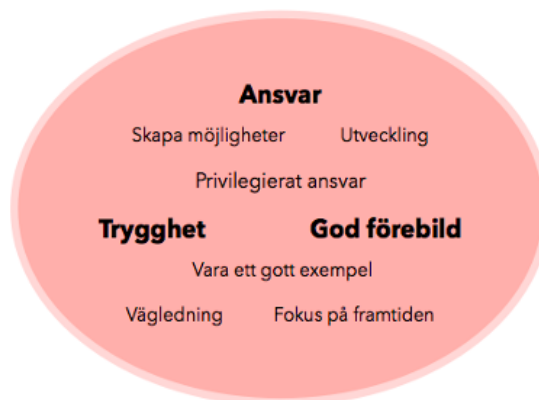 Ansvar
Skapa möjligheter Utveckling
Privilegierat ansvar
Trygghet God förebild
Vara ett gott exempel
Vägledning Fokus på framtiden